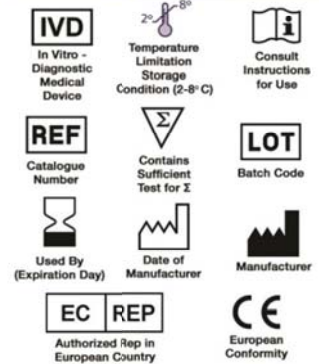 IVD
In Vitro -
Diagnostic
Medical
Device
2° 8°
Temperature
Limitation
Storage
Condition (2-8° C)
i
Consult
Instructions
for Use
REF
Catalogue
Number
Σ
Contains
Sufficient
Test for Σ
LOT
Batch Code
Used By
(Expiration Day)
Date of
Manufacturer
Manufacturer
EC REP
Authorized Rep in
European Country
CE
European
Conformity